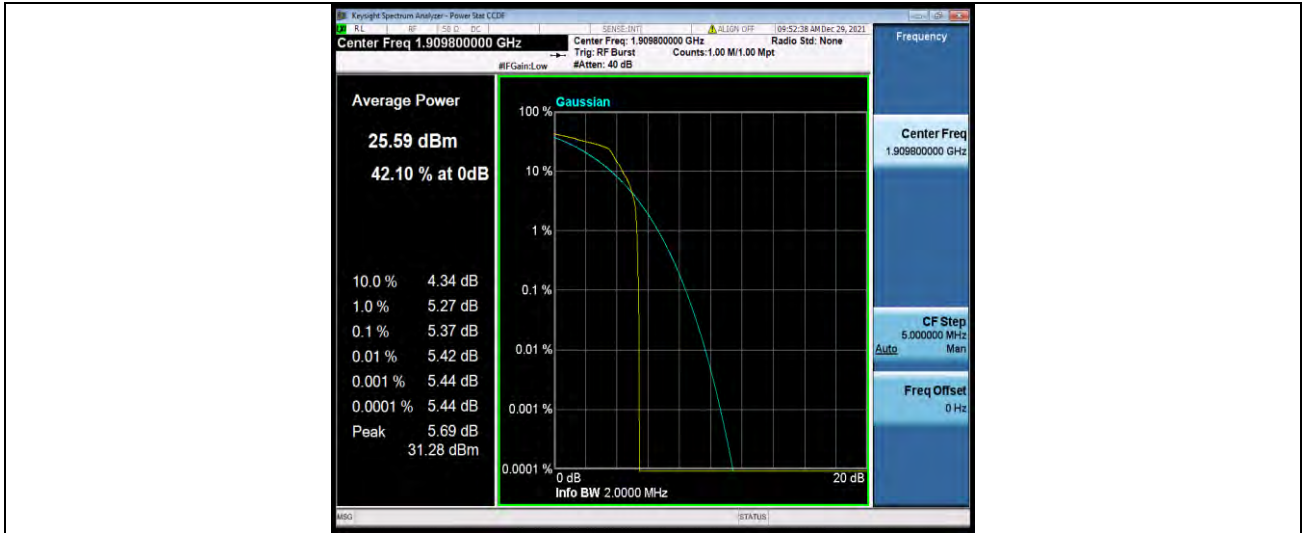 Keysight Spectrum Analyzer - Power Stat CCDF
RL RF 50 Ω DC SENSE:INT ALIGN OFF 09:52:38 AM Dec 29, 2021
Center Freq 1.909800000 GHz
Center Freq: 1.909800000 GHz Radio Std: None
Trig: RF Burst Counts:1.00 M/1.00 Mpt
#IFGain:Low #Atten: 40 dB
Average Power
25.59 dBm
42.10 % at 0dB
10.0 % 4.34 dB
1.0 % 5.27 dB
0.1 % 5.37 dB
0.01 % 5.42 dB
0.001 % 5.44 dB
0.0001 % 5.44 dB
Peak 5.69 dB
31.28 dBm
Gaussian
100 %
10 %
1 %
0.1 %
0.01 %
0.001 %
0.0001 %
0 dB 20 dB
Info BW 2.0000 MHz
Frequency
Center Freq
1.909800000 GHz
CF Step
5.000000 MHz
Auto Man
Freq Offset
0 Hz
MSG STATUS